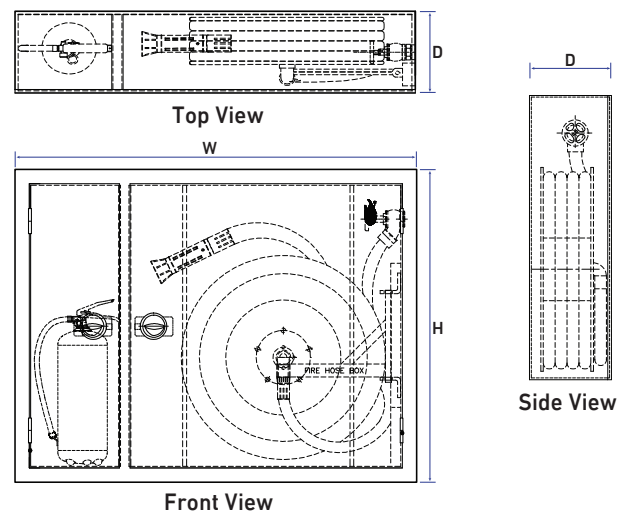 D
Top View
W
D
H
FIRE HOSE BOX
Side View
Front View